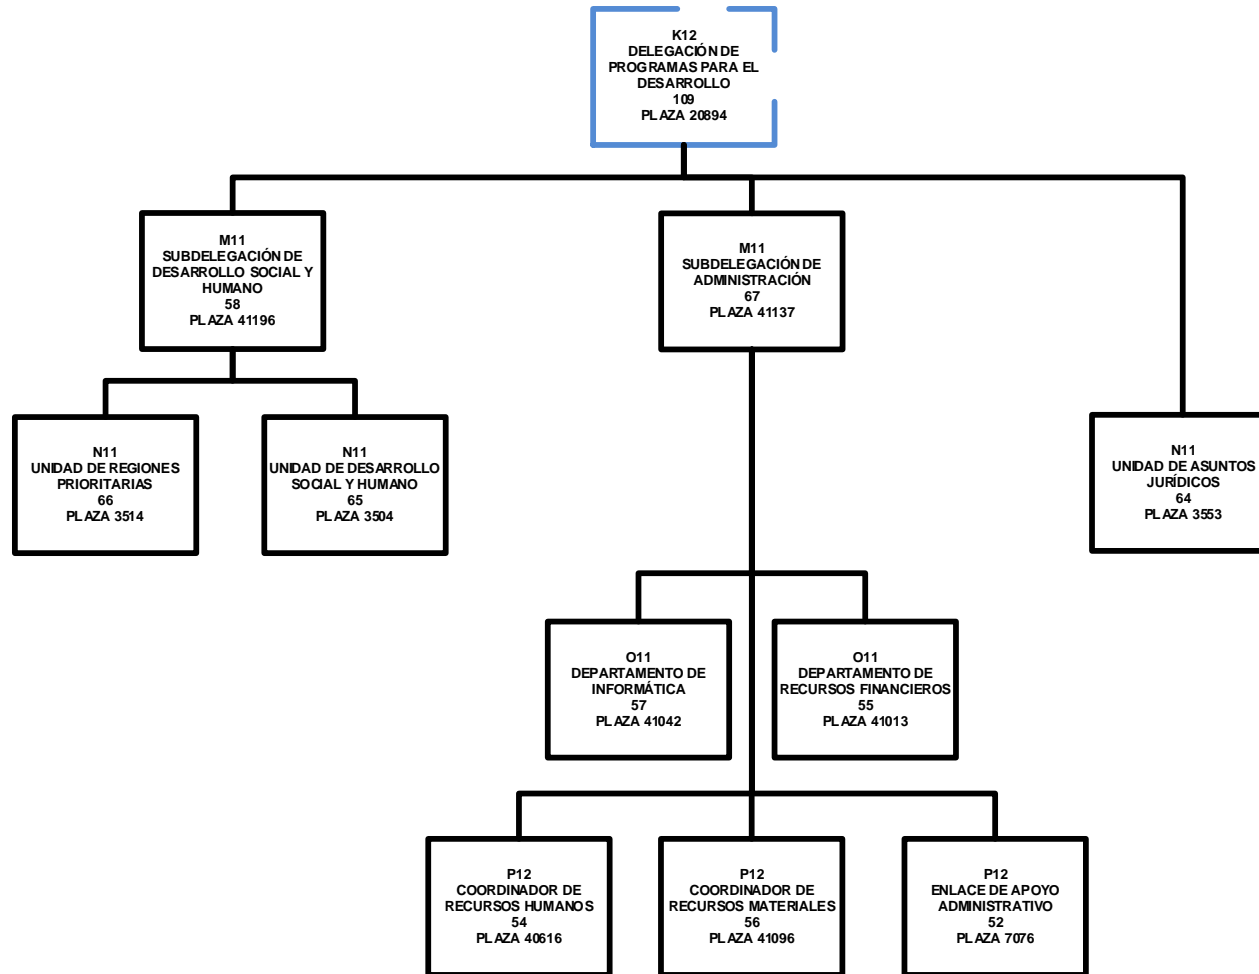 K12
DELEGACIÓN DE
PROGRAMAS PARA EL
DESARROLLO
109
PLAZA 20894
M11
SUBDELEGACIÓN DE
DESARROLLO SOCIAL Y
HUMANO
58
PLAZA 41196
M11
SUBDELEGACIÓN DE
ADMINISTRACIÓN
67
PLAZA 41137
N11
UNIDAD DE REGIONES
PRIORITARIAS
66
PLAZA 3514
N11
UNIDAD DE DESARROLLO
SOCIAL Y HUMANO
65
PLAZA 3504
N11
UNIDAD DE ASUNTOS
JURÍDICOS
64
PLAZA 3553
O11
DEPARTAMENTO DE
INFORMÁTICA
57
PLAZA 41042
O11
DEPARTAMENTO DE
RECURSOS FINANCIEROS
55
PLAZA 41013
P12
COORDINADOR DE
RECURSOS HUMANOS
54
PLAZA 40616
P12
COORDINADOR DE
RECURSOS MATERIALES
56
PLAZA 41096
P12
ENLACE DE APOYO
ADMINISTRATIVO
52
PLAZA 7076